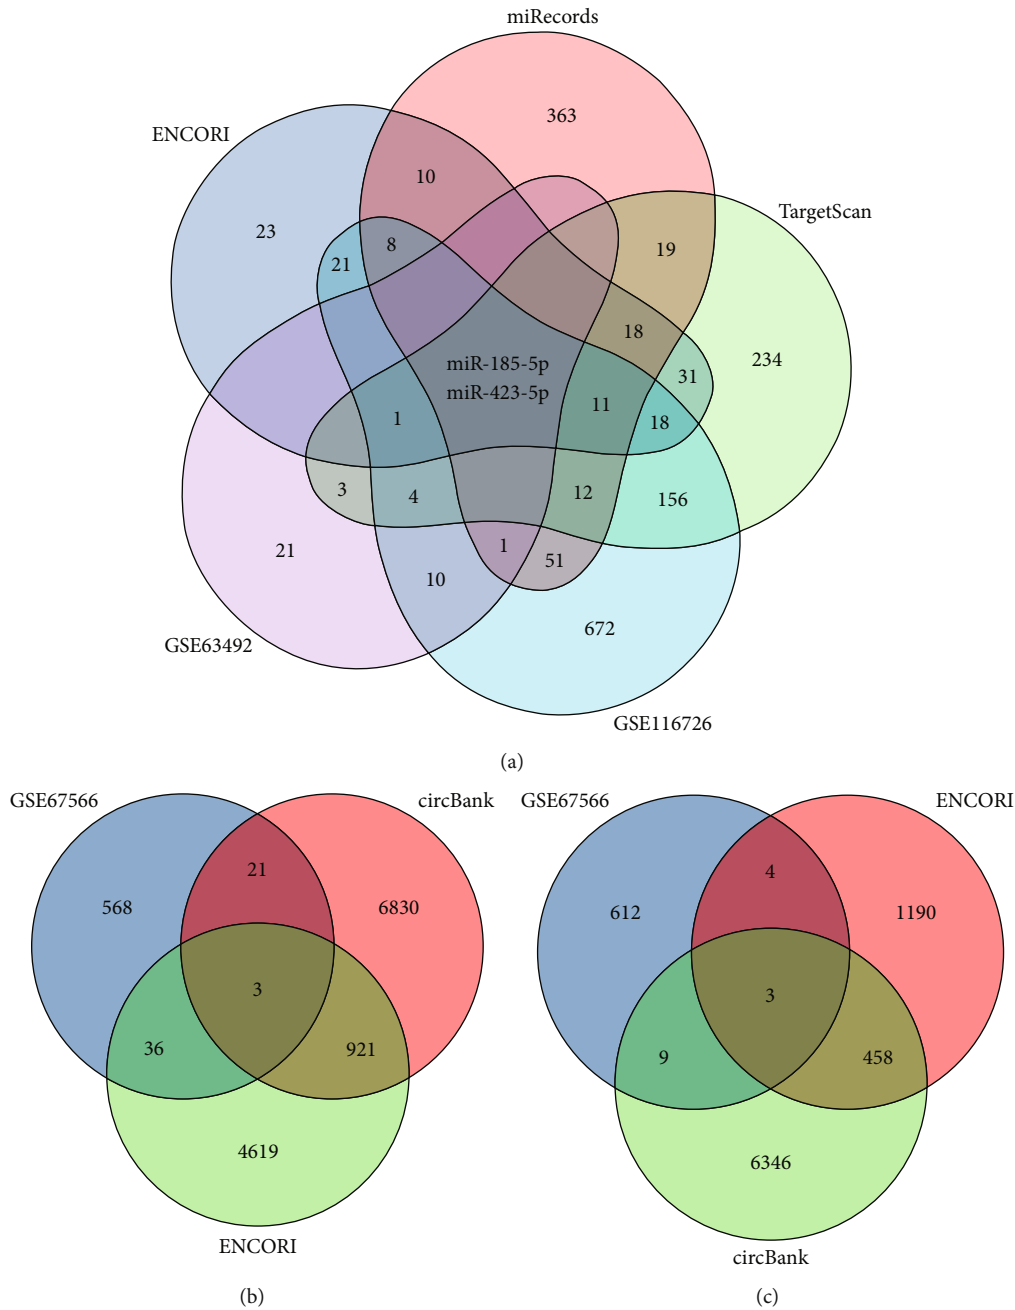 miRecords
363
ENCORI
10
TargetScan
23
8
19
21
18
234
miR-185-5p
31
miR-423-5p
11
1
18
3
4
12
156
21
1
51
10
672
GSE63492
GSE116726
(a)
GSE67566
circBank
21
568
6830
3
36
921
4619
ENCORI
(b)
GSE67566
ENCORI
4
612
1190
3
9
458
6346
circBank
(c)